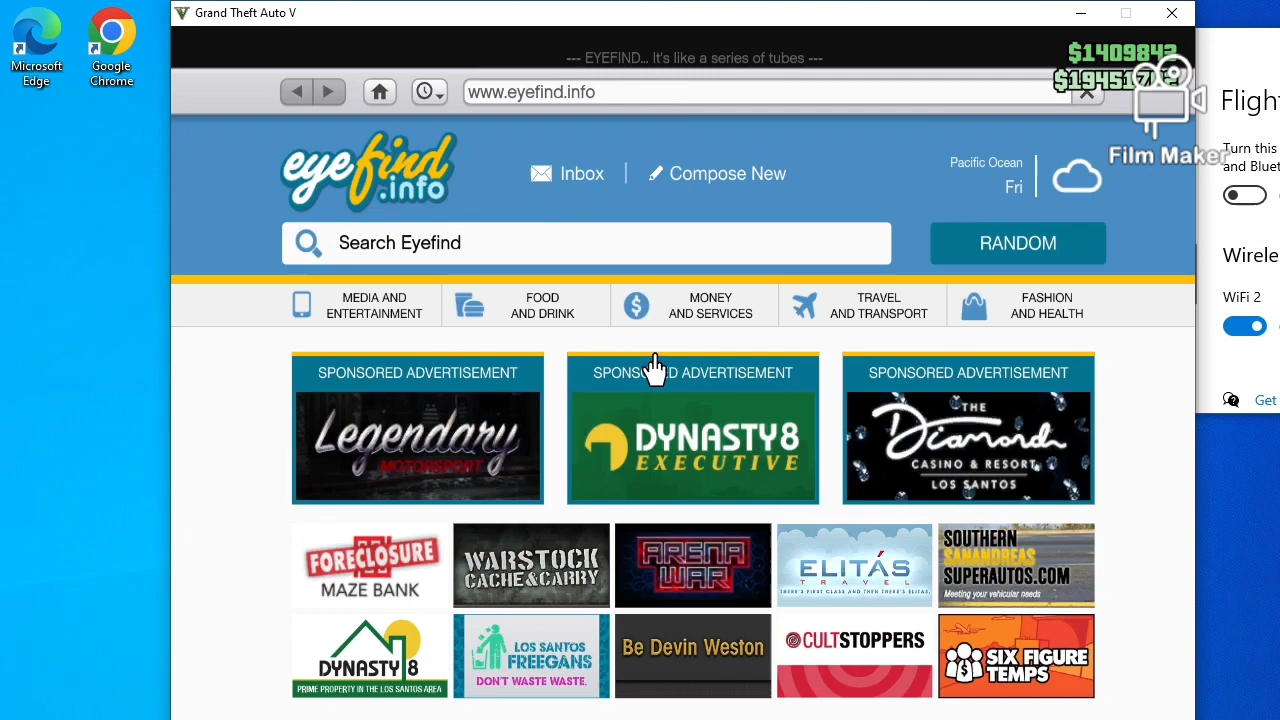 Grand Theft Auto V
Microsoft
Edge
Google
Chrome
--- EYEFIND... It's like a series of tubes ---
$1409842
www.eyefind.info
Film Maker
Flight
Turn this
and Bluet
eyefind
.info
Inbox
Compose New
Pacific Ocean
Fri
Search Eyefind
RANDOM
Wirele
WiFi 2
MEDIA AND
ENTERTAINMENT
FOOD
AND DRINK
MONEY
AND SERVICES
TRAVEL
AND TRANSPORT
FASHION
AND HEALTH
Get
SPONSORED ADVERTISEMENT
Legendary
MOTORSPORT
SPONSORED ADVERTISEMENT
DYNASTY8
EXECUTIVE
SPONSORED ADVERTISEMENT
THE
Diamond
CASINO & RESORT
LOS SANTOS
FORECLOSURE
MAZE BANK
WARSTOCK
CACHE&CARRY
ARENA
WAR
ELITÁS
TRAVEL
THERE'S FIRST CLASS AND THEN THERE'S ELITAS.
SOUTHERN
SANANDREAS
SUPERAUTOS.COM
Meeting your vehicular needs
DYNASTY 8
PRIME PROPERTY IN THE LOS SANTOS AREA
LOS SANTOS
FREEGANS
DON'T WASTE WASTE.
Be Devin Weston
CULTSTOPPERS
SIX FIGURE
TEMPS